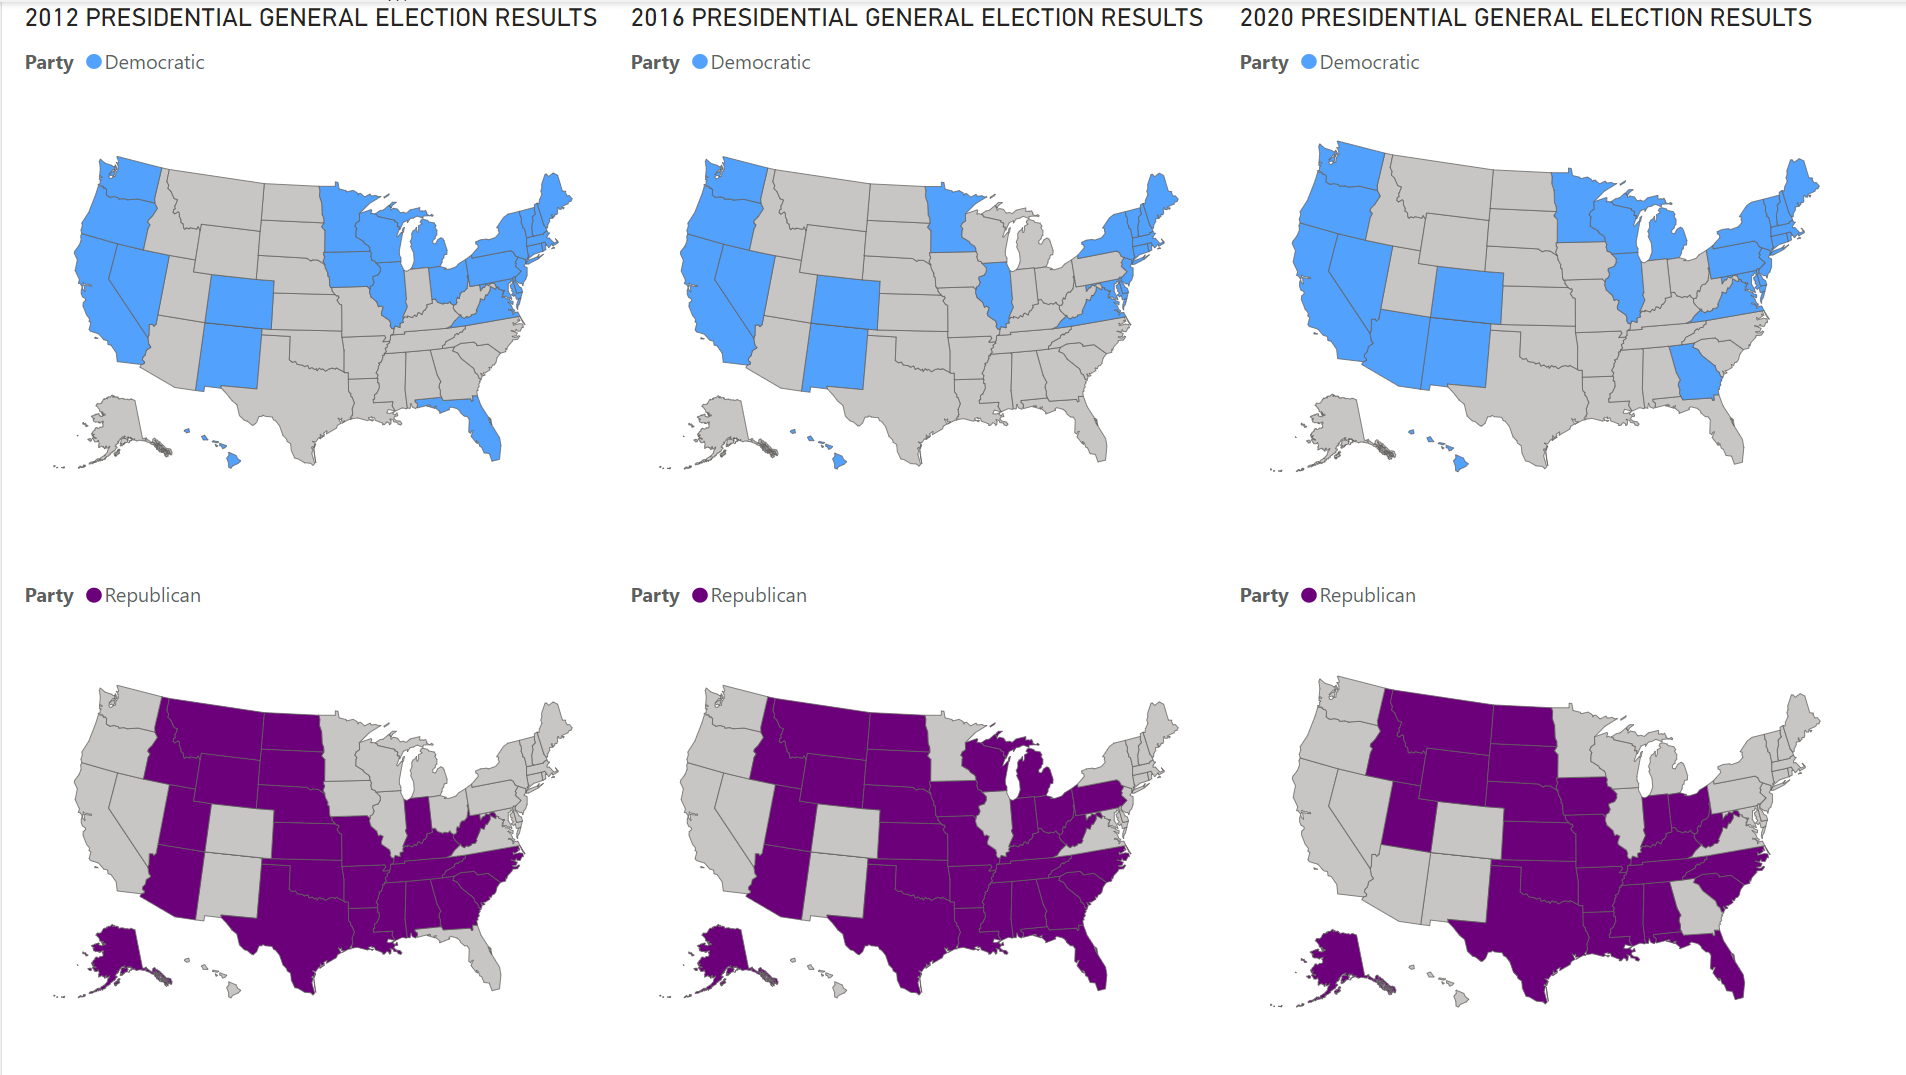 2012 PRESIDENTIAL GENERAL ELECTION RESULTS
2016 PRESIDENTIAL GENERAL ELECTION RESULTS
2020 PRESIDENTIAL GENERAL ELECTION RESULTS
Party Democratic
Party Democratic
Party Democratic
Party Republican
Party Republican
Party Republican